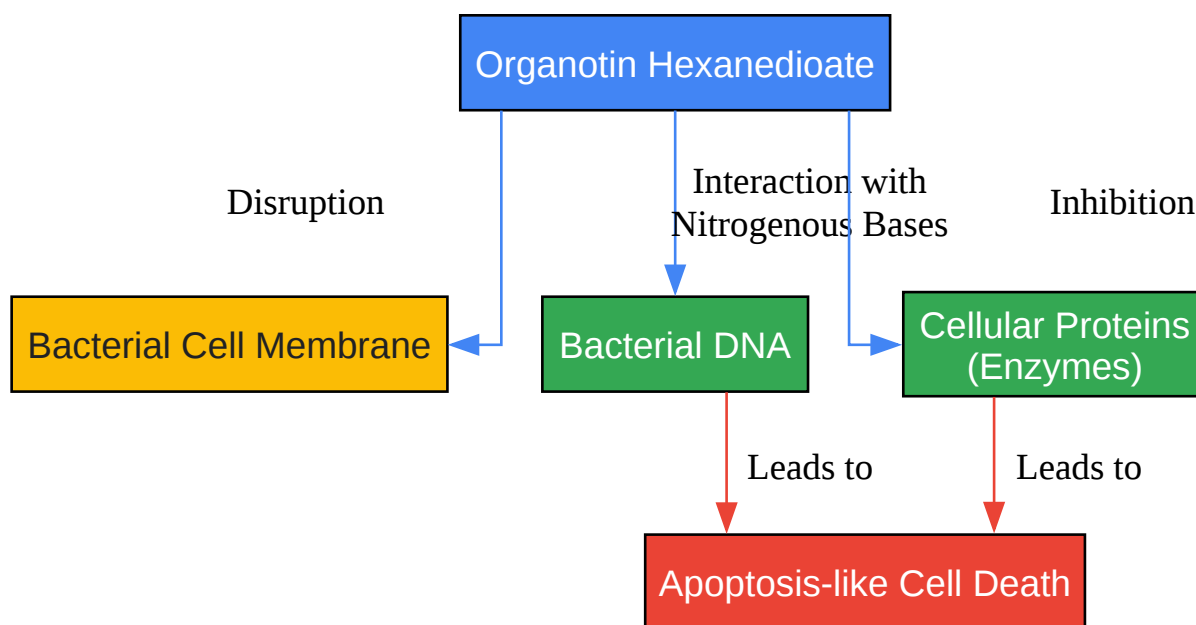 Organotin Hexanedioate
Disruption
Interaction with
Nitrogenous Bases
Inhibition
Bacterial Cell Membrane
Bacterial DNA
Cellular Proteins
(Enzymes)
Leads to
Leads to
Apoptosis-like Cell Death